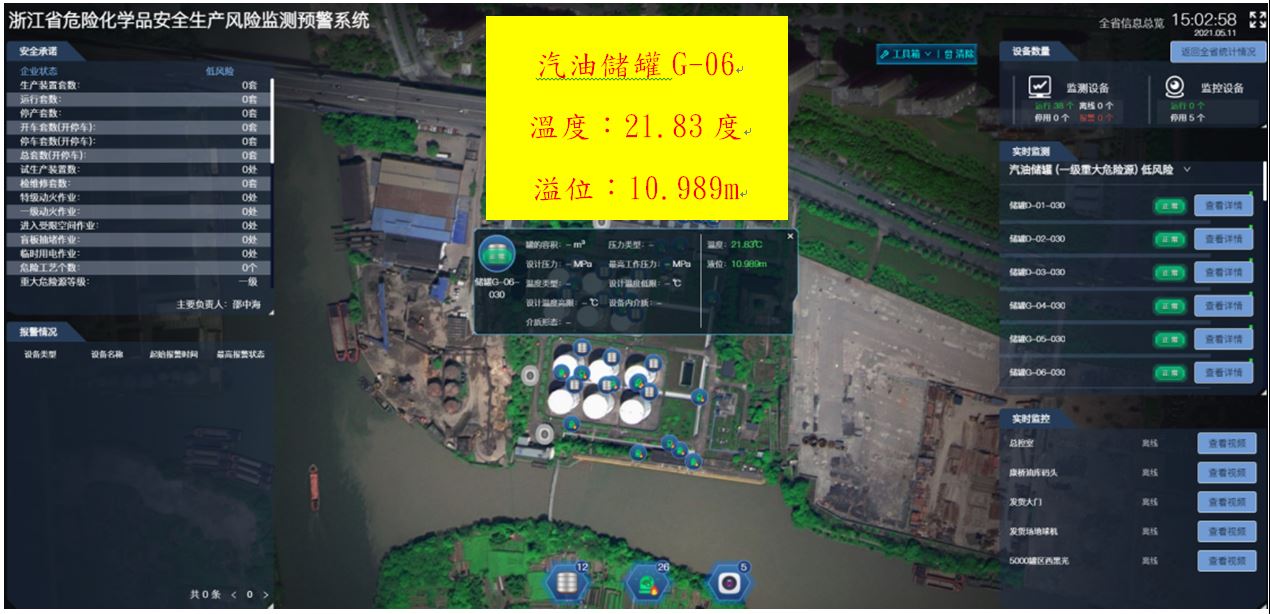 浙江省危险化学品安全生产风险监测预警系统
全省信息总览 15:02:58
2021.05.11
返回全省统计情况
工具箱 清除
安全承诺
企业状态 低风险
生产装置套数: 0套
运行套数: 0套
停产套数: 0套
开车套数(开停车): 0套
停车套数(开停车): 0套
总套数(开停车): 0套
试生产装置数: 0处
检维修套数: 0套
特级动火作业: 0处
一级动火作业: 0处
进入受限空间作业: 0处
盲板抽堵作业: 0处
临时用电作业: 0处
危险工艺个数: 0个
重大危险源等级: 一级
主要负责人: 邵中海
报警情况
设备类型 设备名称 起始报警时间 最高报警状态
共 0 条 < 0 >
汽油儲罐 G-06
溫度：21.83 度
溢位：10.989m
正常
储罐G-06-030
罐的容积: – m³ 压力类型: – 温度: 21.83℃
设计压力: – MPa 最高工作压力: – MPa 液位: 10.989m
温度类型: – 设计温度低限: – ℃
设计温度高限: – ℃ 设备内介质: –
介质形态: –
12
26
5
设备数量
监测设备
运行 38 个 离线 0 个
停用 0 个 报警 0 个
监控设备
运行 0 个
停用 5 个
实时监测
汽油储罐 (一级重大危险源) 低风险
储罐D-01-030 正常 查看详情
储罐D-02-030 正常 查看详情
储罐D-03-030 正常 查看详情
储罐G-04-030 正常 查看详情
储罐G-05-030 正常 查看详情
储罐G-06-030 正常 查看详情
实时监控
总控室 离线 查看视频
康桥油库码头 离线 查看视频
发货大门 离线 查看视频
发货场地球机 离线 查看视频
5000罐区西黑光 离线 查看视频